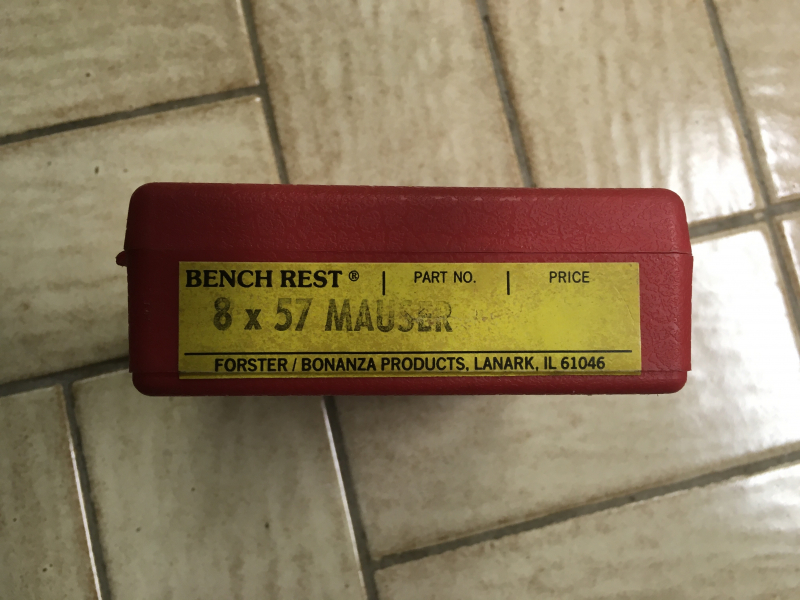 BENCH REST® | PART NO. | PRICE
8 x 57 MAUSER
FORSTER / BONANZA PRODUCTS, LANARK, IL 61046